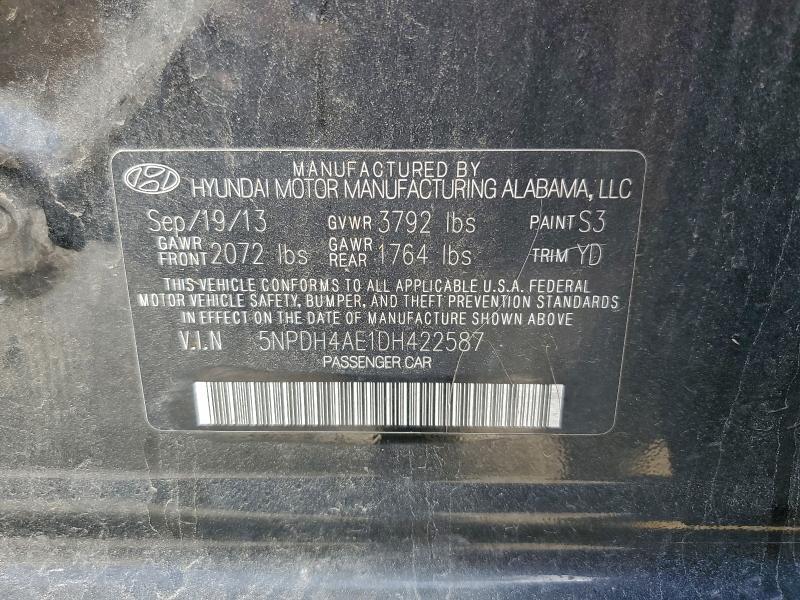 MANUFACTURED BY
HYUNDAI MOTOR MANUFACTURING ALABAMA, LLC
Sep/19/13 GVWR 3792 lbs PAINT S3
GAWR FRONT 2072 lbs GAWR REAR 1764 lbs TRIM YD
THIS VEHICLE CONFORMS TO ALL APPLICABLE U.S.A. FEDERAL
MOTOR VEHICLE SAFETY, BUMPER, AND THEFT PREVENTION STANDARDS
IN EFFECT ON THE DATE OF MANUFACTURE SHOWN ABOVE
V.I.N 5NPDH4AE1DH422587
PASSENGER CAR